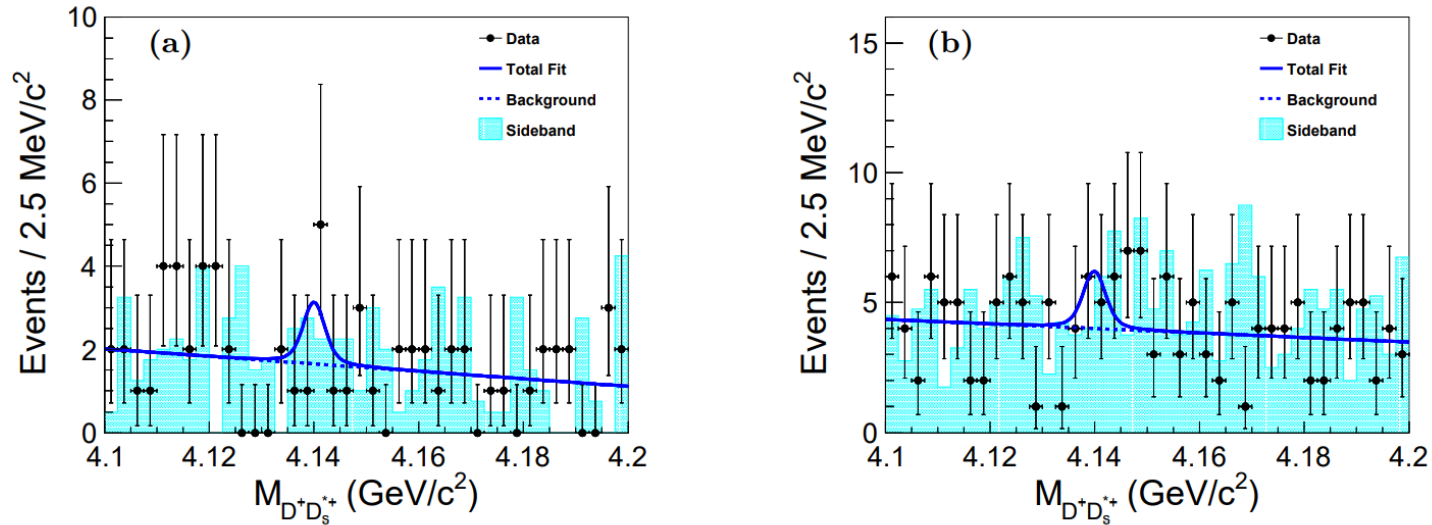 (a)
Data
Total Fit
Background
Sideband
Events / 2.5 MeV/c²
10
8
6
4
2
0
4.1 4.12 4.14 4.16 4.18 4.2
M_{D⁺D_s^{*+}} (GeV/c²)
(b)
Data
Total Fit
Background
Sideband
Events / 2.5 MeV/c²
15
10
5
0
4.1 4.12 4.14 4.16 4.18 4.2
M_{D⁺D_s^{*+}} (GeV/c²)